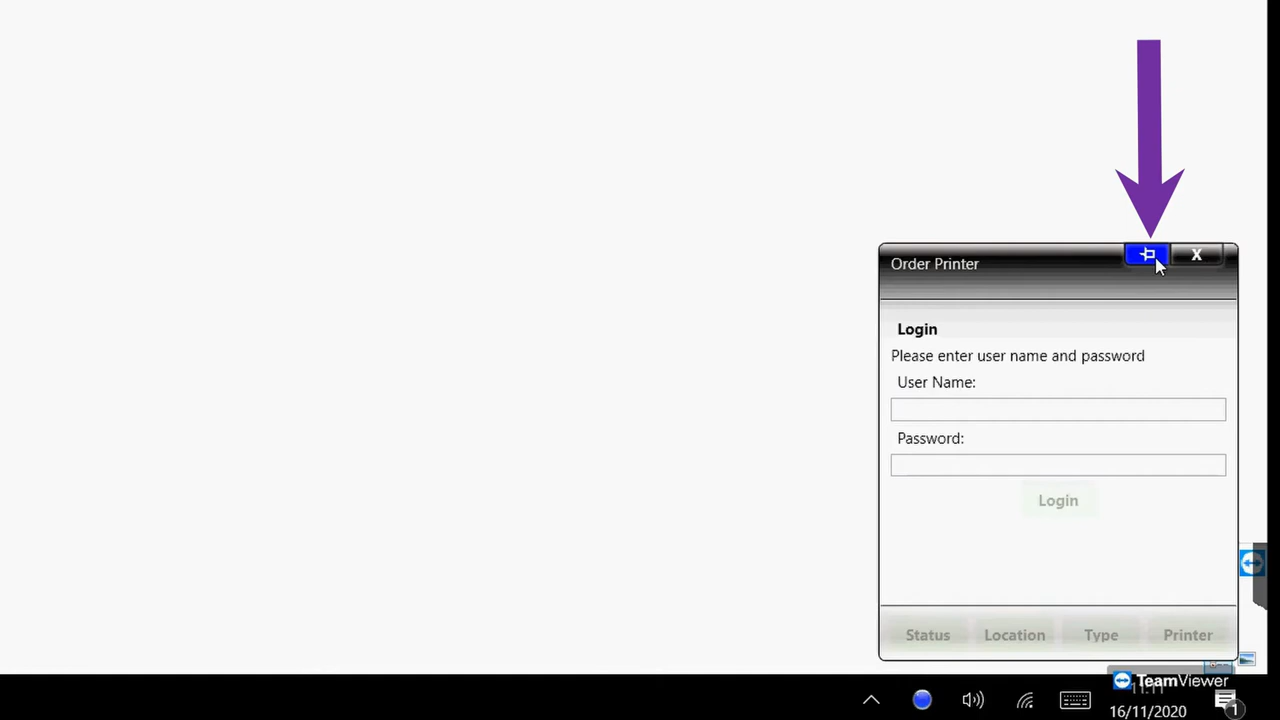 X
Order Printer
Login
Please enter user name and password
User Name:
Password:
Login
Status Location Type Printer
TeamViewer
16/11/2020
1